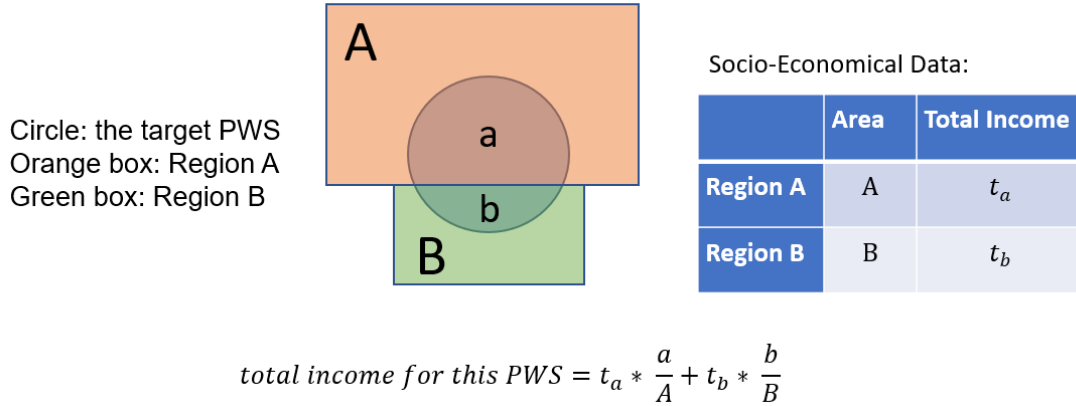 A
a
b
B
Circle: the target PWS
Orange box: Region A
Green box: Region B
Socio-Economical Data:
Area Total Income
Region A A t_a
Region B B t_b
total income for this PWS = t_a * a/A + t_b * b/B